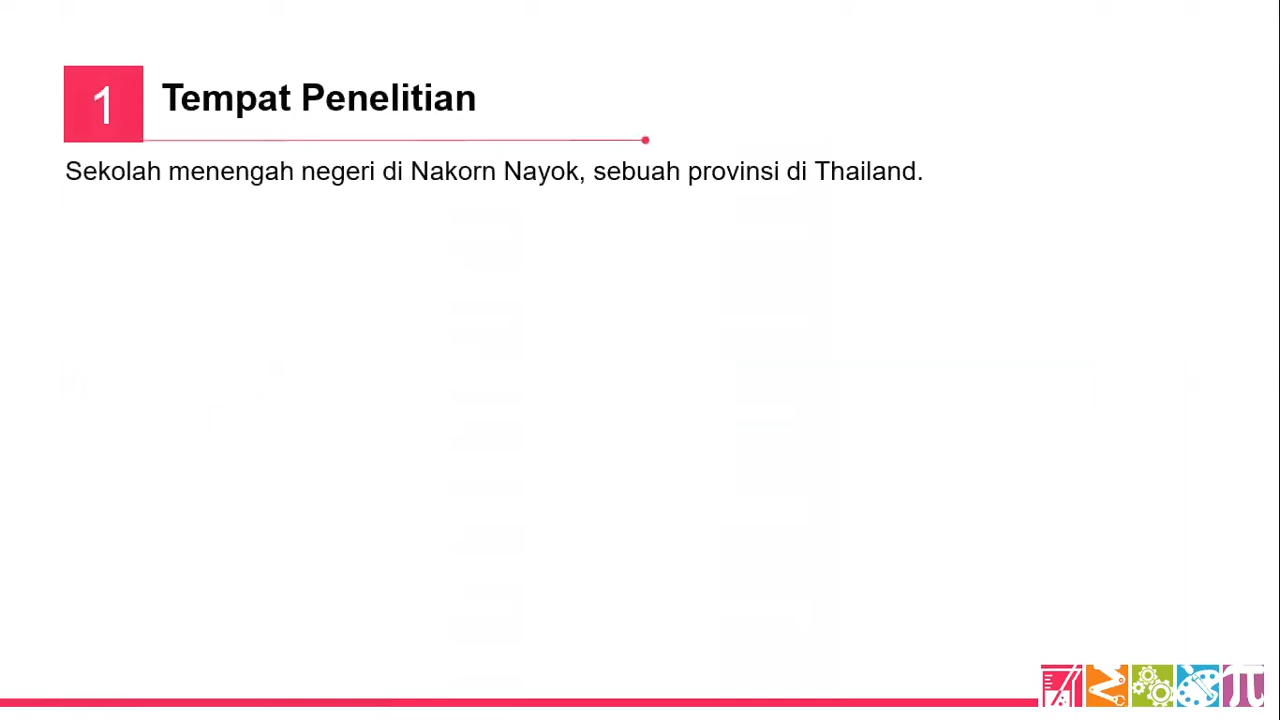 1
Tempat Penelitian
Sekolah menengah negeri di Nakorn Nayok, sebuah provinsi di Thailand.
π